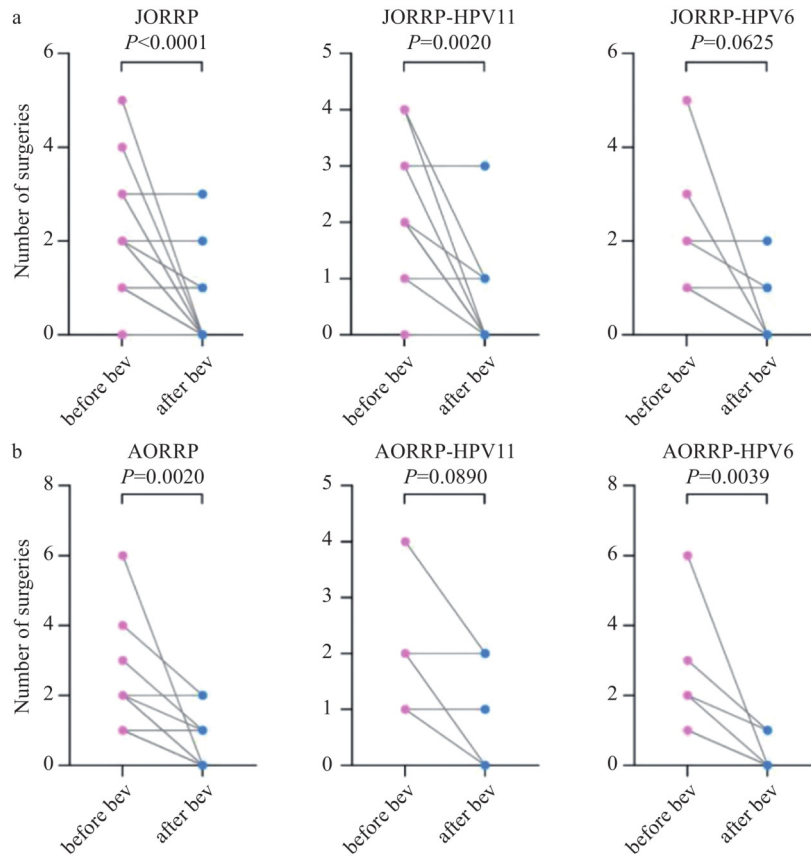 a
JORRP
P<0.0001
JORRP-HPV11
P=0.0020
JORRP-HPV6
P=0.0625
Number of surgeries
6
4
2
0
before bev
after bev
5
4
3
2
1
0
before bev
after bev
6
4
2
0
before bev
after bev
b
AORRP
P=0.0020
AORRP-HPV11
P=0.0890
AORRP-HPV6
P=0.0039
Number of surgeries
8
6
4
2
0
before bev
after bev
5
4
3
2
1
0
before bev
after bev
8
6
4
2
0
before bev
after bev